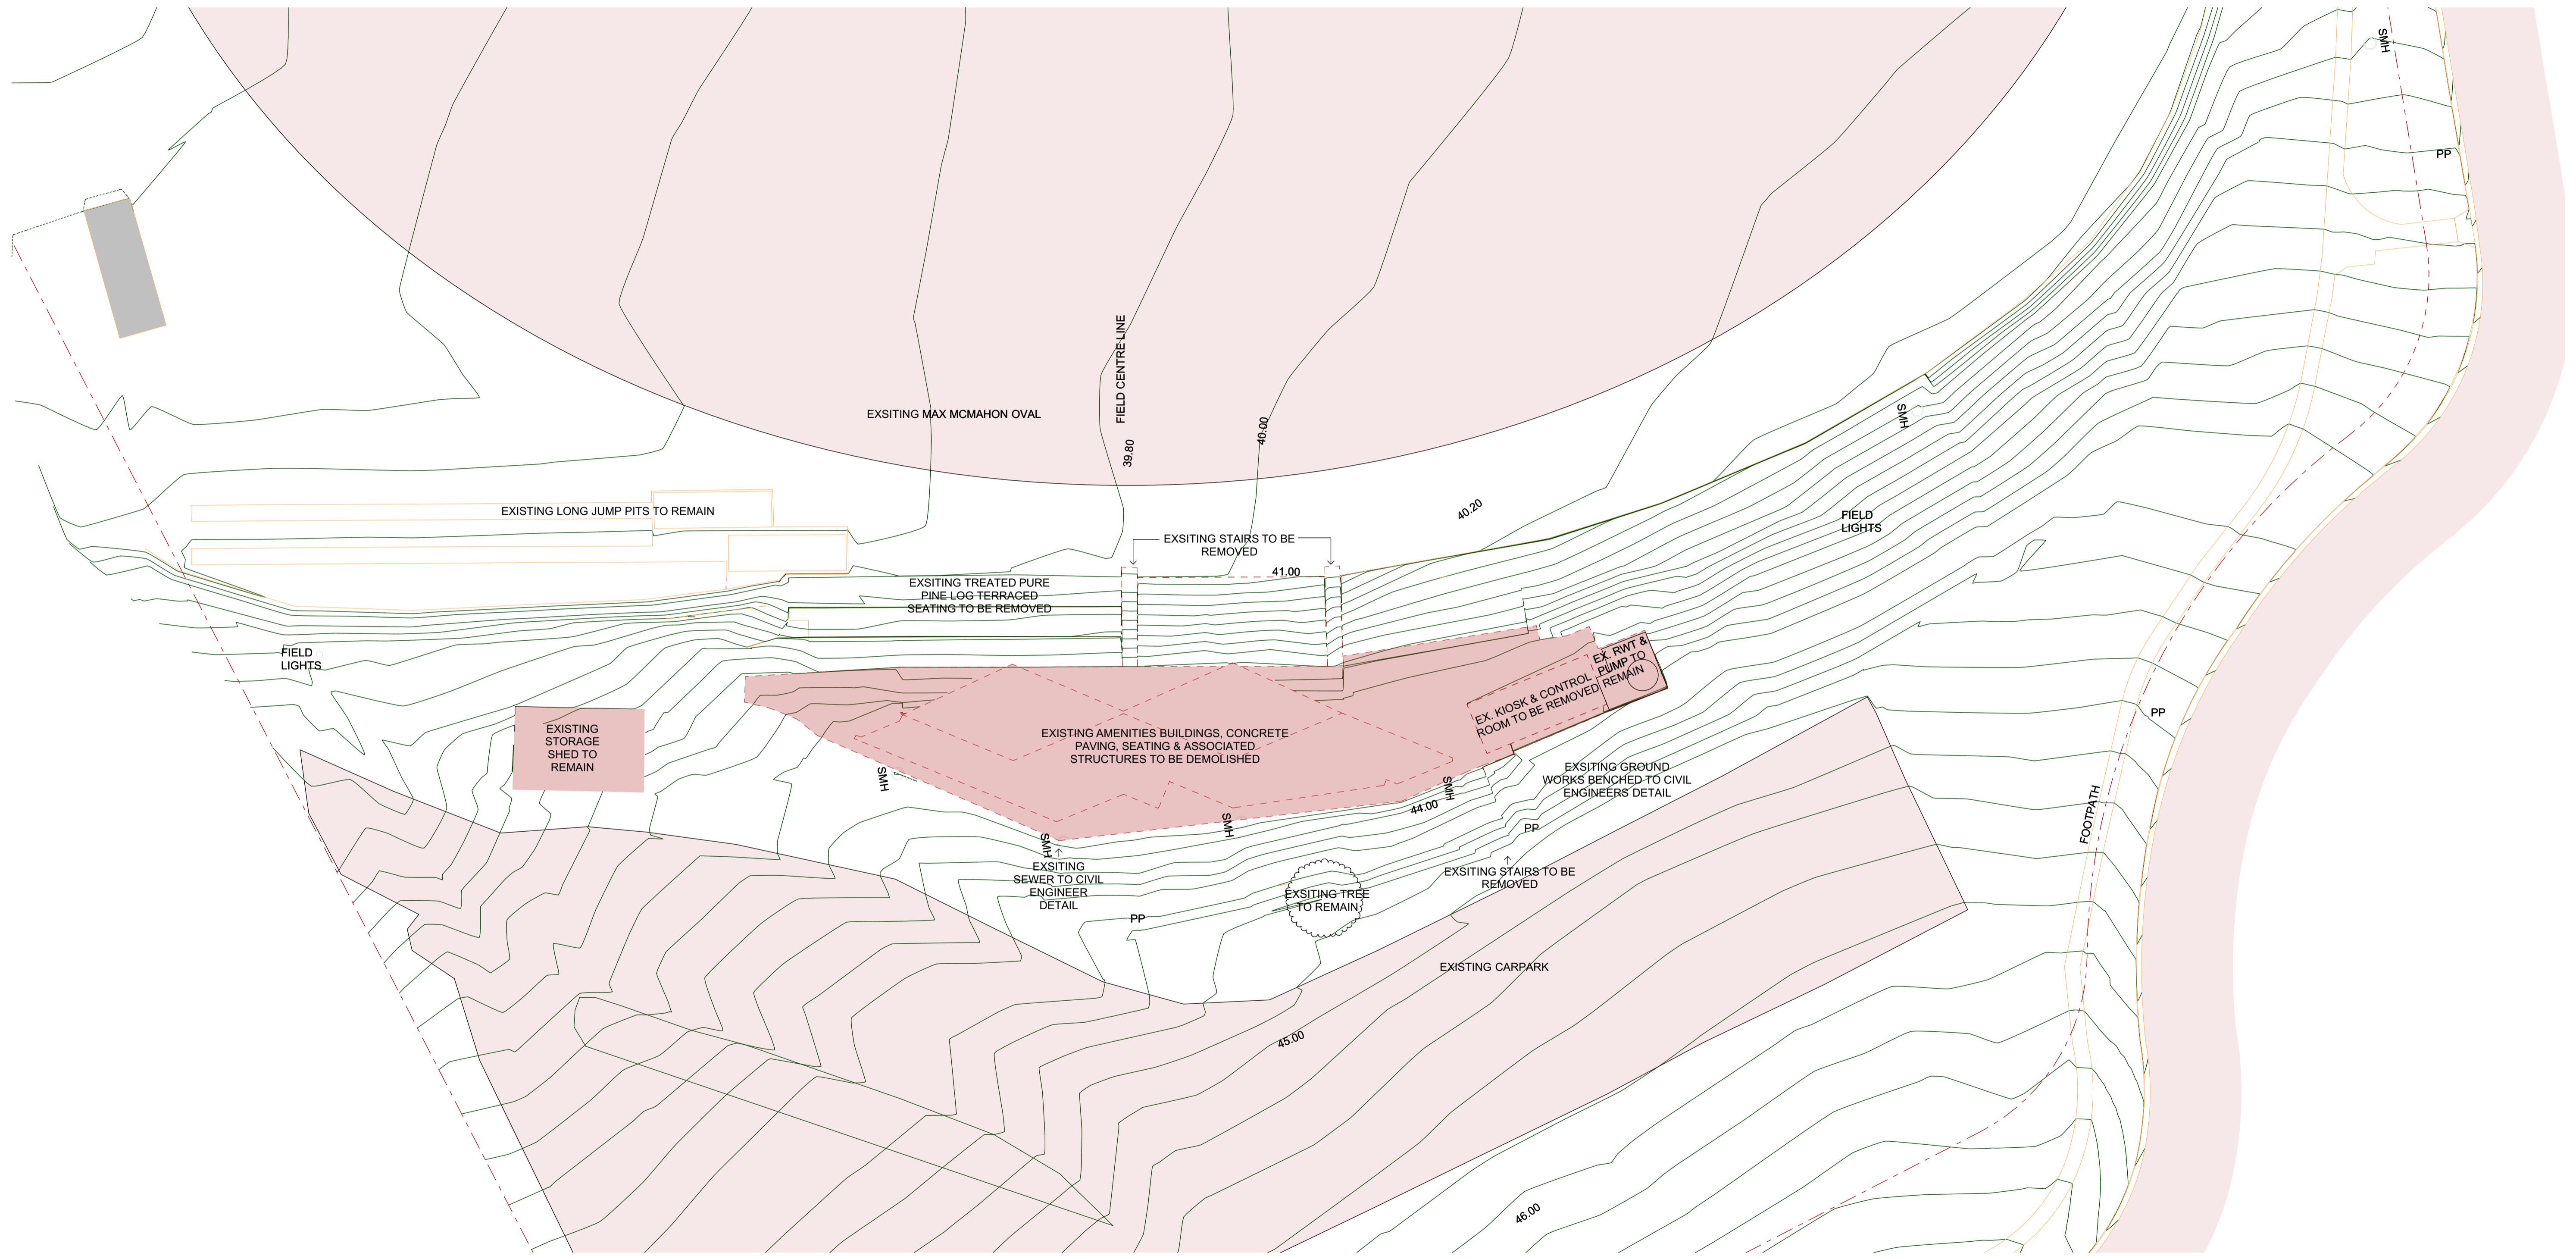 SMH
PP
FIELD CENTRE LINE
EXSITING MAX MCMAHON OVAL
39.80
40.00
SMH
EXISTING LONG JUMP PITS TO REMAIN
40.20
FIELD
LIGHTS
EXSITING STAIRS TO BE
REMOVED
41.00
EXSITING TREATED PURE
PINE LOG TERRACED
SEATING TO BE REMOVED
FIELD
LIGHTS
EX. RWT &
PUMP TO
REMAIN
EX. KIOSK & CONTROL
ROOM TO BE REMOVED
PP
EXISTING
STORAGE
SHED TO
REMAIN
EXISTING AMENITIES BUILDINGS, CONCRETE
PAVING, SEATING & ASSOCIATED
STRUCTURES TO BE DEMOLISHED
SMH
SMH
EXSITING GROUND
WORKS BENCHED TO CIVIL
ENGINEERS DETAIL
44.00
FOOTPATH
SMH
SMH
PP
EXSITING
SEWER TO CIVIL
ENGINEER
DETAIL
EXSITING STAIRS TO BE
REMOVED
EXSITING TREE
TO REMAIN
PP
EXISTING CARPARK
45.00
46.00